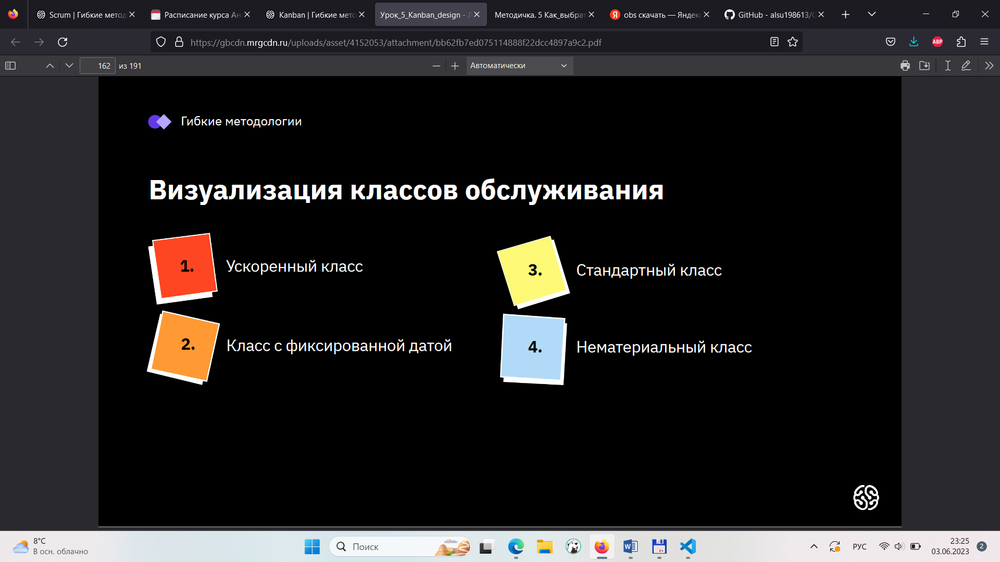 Scrum | Гибкие метод
Расписание курса Ан
Kanban | Гибкие мето
Урок_5_Kanban_design - Л
Методичка. 5 Как_выбрат
obs скачать — Яндекс
GitHub - alsu198613/G
https://gbcdn.mrgcdn.ru/uploads/asset/4152053/attachment/bb62fb7ed075114888f22dcc4897a9c2.pdf
ABP
162 из 191
Автоматически
Гибкие методологии
Визуализация классов обслуживания
1. Ускоренный класс
3. Стандартный класс
2. Класс с фиксированной датой
4. Нематериальный класс
8°C
В осн. облачно
Поиск
64
РУС
23:25
03.06.2023
2